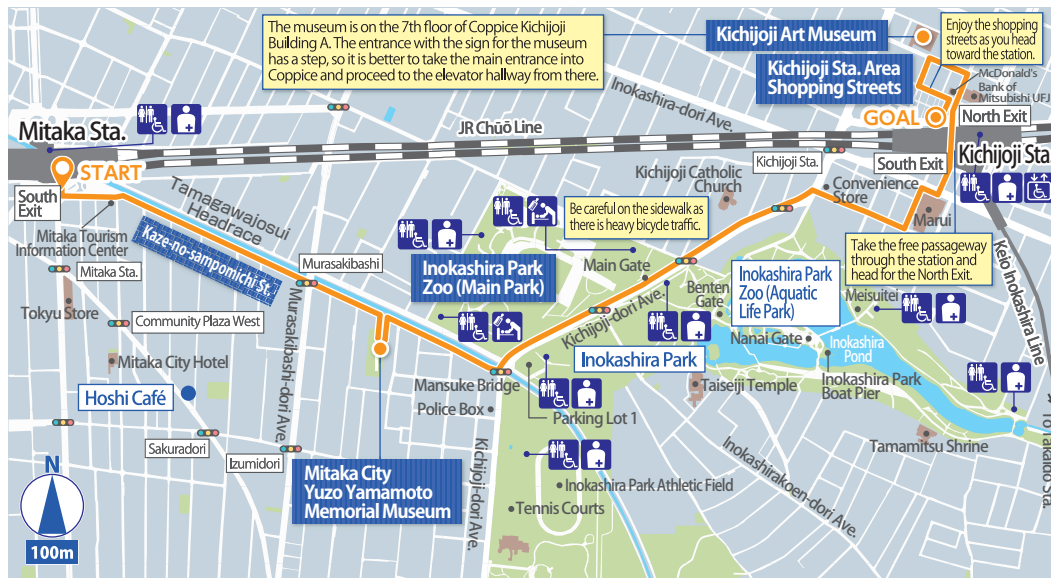 The museum is on the 7th floor of Coppice Kichijoji
Building A. The entrance with the sign for the museum
has a step, so it is better to take the main entrance into
Coppice and proceed to the elevator hallway from there.
Kichijoji Art Museum
Enjoy the shopping
streets as you head
toward the station.
Kichijoji Sta. Area
Shopping Streets
McDonald's
Bank of
Mitsubishi UFJ
Inokashira-dori Ave.
GOAL
North Exit
Mitaka Sta.
JR Chūō Line
START
South
Exit
Kichijoji Sta.
South Exit
Kichijoji Sta.
Kichijoji Catholic
Church
Convenience
Store
Marui
Tamagawajosui
Headrace
Mitaka Tourism
Information Center
Kaze-no-sampomichi St.
Be careful on the sidewalk as
there is heavy bicycle traffic.
Take the free passageway
through the station and
head for the North Exit.
Mitaka Sta.
Murasakibashi
Inokashira Park
Zoo (Main Park)
Main Gate
Benten
Gate
Inokashira Park
Zoo (Aquatic
Life Park)
Meisuitei
Keio Inokashira Line
Tokyu Store
Community Plaza West
Murasakibashi-dori Ave.
Kichijoji-dori Ave.
Nanai Gate
Inokashira
Pond
Mitaka City Hotel
Inokashira Park
Mansuke Bridge
Taiseiji Temple
Inokashira Park
Boat Pier
Hoshi Café
Police Box
Parking Lot 1
Tamamitsu Shrine
To Takaido Sta.
Sakuradori
Izumidori
Kichijoji-dori Ave.
Inokashirakoen-dori Ave.
Mitaka City
Yuzo Yamamoto
Memorial Museum
Inokashira Park Athletic Field
Tennis Courts
N
100m